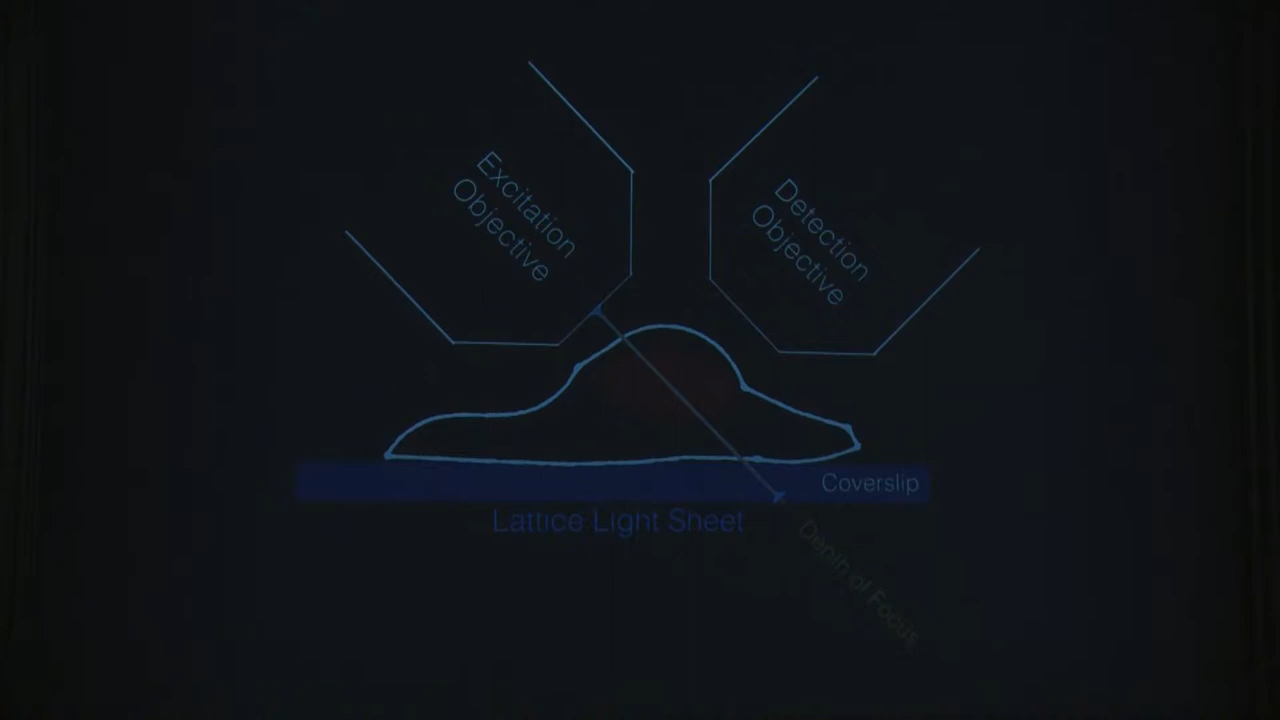 Excitation
Objective
Detection
Objective
Coverslip
Lattice Light Sheet
Depth of Focus